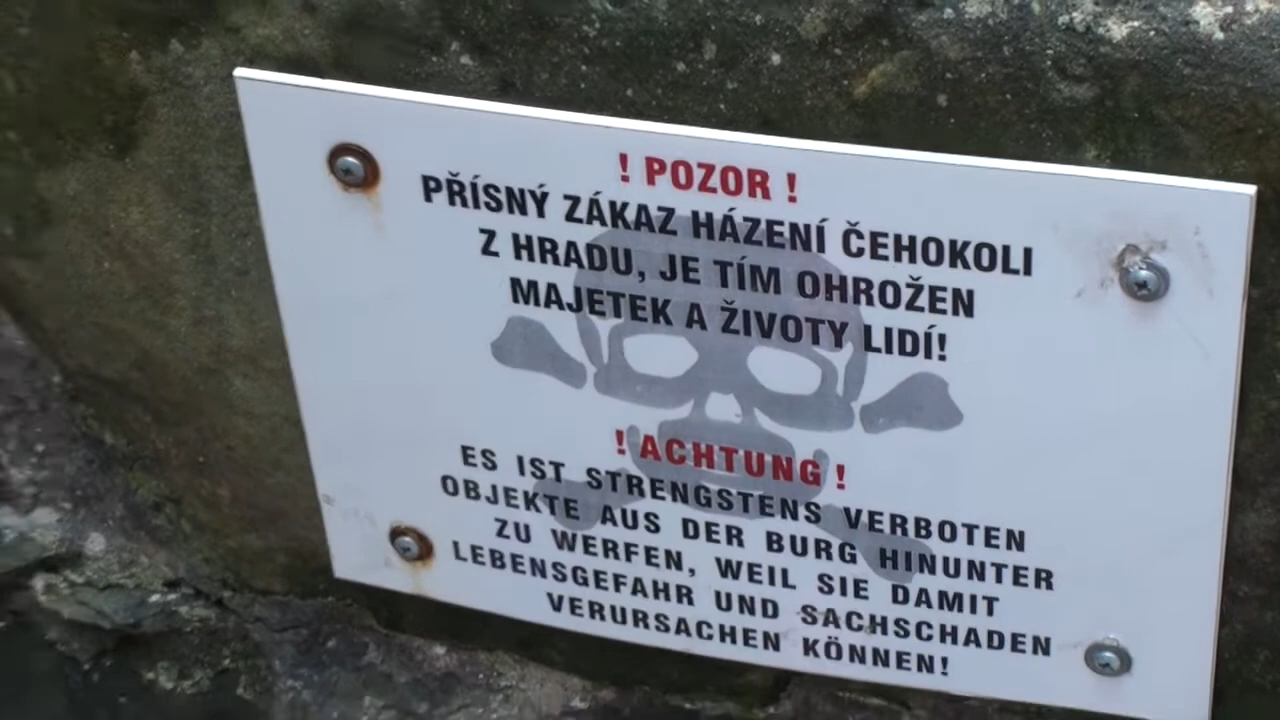 ! POZOR !
PŘÍSNÝ ZÁKAZ HÁZENÍ ČEHOKOLI
Z HRADU, JE TÍM OHROŽEN
MAJETEK A ŽIVOTY LIDÍ!
! ACHTUNG !
ES IST STRENGSTENS VERBOTEN
OBJEKTE AUS DER BURG HINUNTER
ZU WERFEN, WEIL SIE DAMIT
LEBENSGEFAHR UND SACHSCHADEN
VERURSACHEN KÖNNEN!